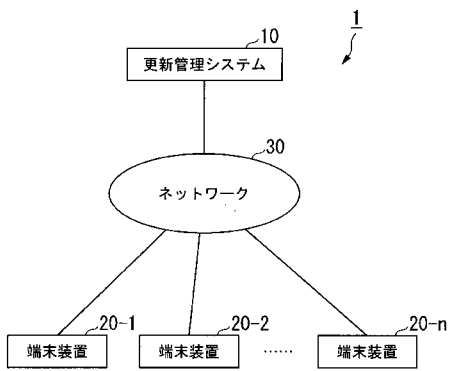 1
10
更新管理システム
30
ネットワーク
20-1 20-2 20-n
端末装置 端末装置 …… 端末装置